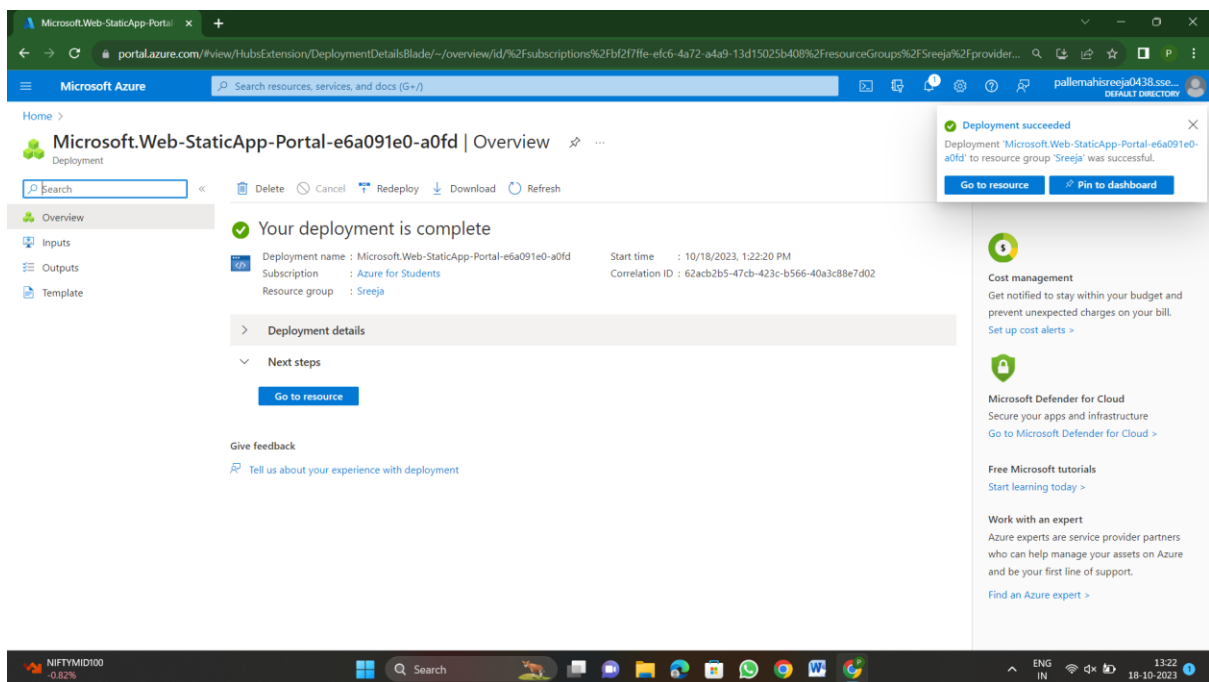 Microsoft.Web-StaticApp-Portal
portal.azure.com/#view/HubsExtension/DeploymentDetailsBlade/~/overview/id/%2Fsubscriptions%2Fbf2f7ffe-efc6-4a72-a4a9-13d15025b408%2FresourceGroups%2FSreeja%2Fprovider...
P
Microsoft Azure
Search resources, services, and docs (G+/)
1
pallemahisreeja0438.sse...
DEFAULT DIRECTORY
Home >
Microsoft.Web-StaticApp-Portal-e6a091e0-a0fd | Overview
Deployment
Deployment succeeded
Deployment 'Microsoft.Web-StaticApp-Portal-e6a091e0-
a0fd' to resource group 'Sreeja' was successful.
Go to resource
Pin to dashboard
Search
Delete Cancel Redeploy Download Refresh
Overview
Inputs
Outputs
Template
Your deployment is complete
Deployment name : Microsoft.Web-StaticApp-Portal-e6a091e0-a0fd
Subscription : Azure for Students
Resource group : Sreeja
Start time : 10/18/2023, 1:22:20 PM
Correlation ID : 62acb2b5-47cb-423c-b566-40a3c88e7d02
Deployment details
Next steps
Go to resource
Give feedback
Tell us about your experience with deployment
Cost management
Get notified to stay within your budget and
prevent unexpected charges on your bill.
Set up cost alerts >
Microsoft Defender for Cloud
Secure your apps and infrastructure
Go to Microsoft Defender for Cloud >
Free Microsoft tutorials
Start learning today >
Work with an expert
Azure experts are service provider partners
who can help manage your assets on Azure
and be your first line of support.
Find an Azure expert >
NIFTYMID100
-0.82%
Search
ENG
IN
13:22
18-10-2023
1